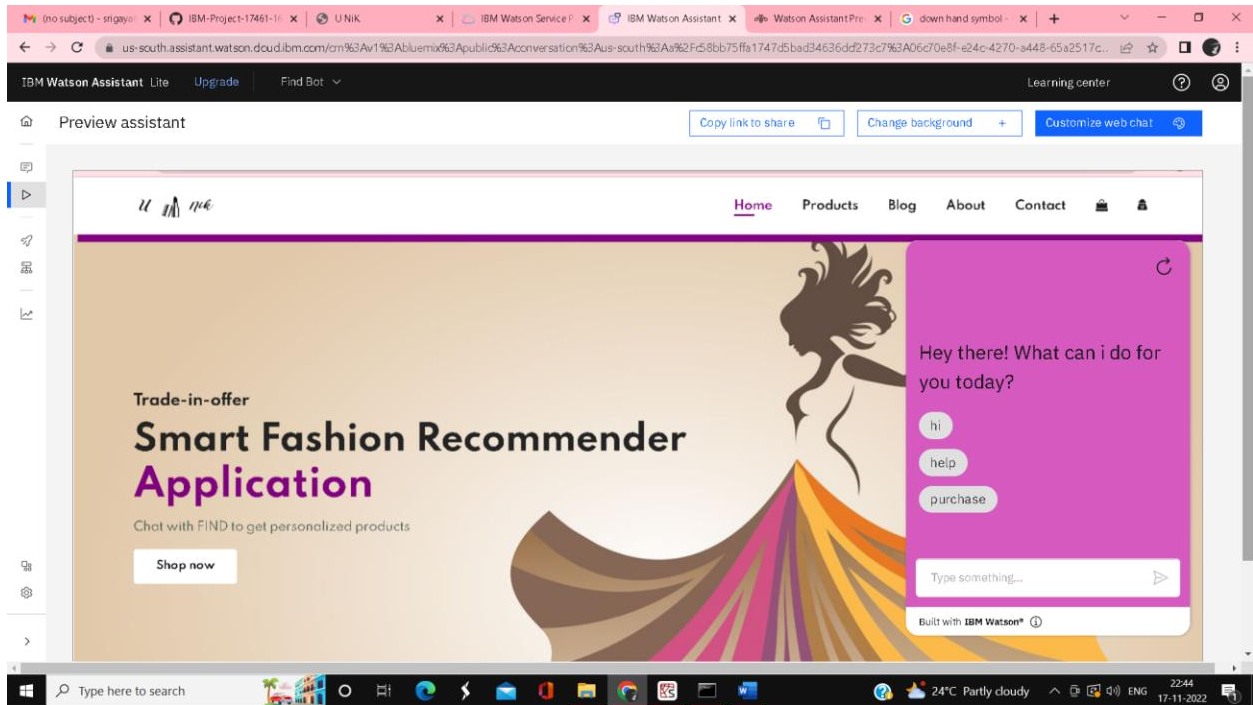 (no subject) - srigayat
IBM-Project-17461-16
U NiK
IBM Watson Service P
IBM Watson Assistant
Watson Assistant Prev
down hand symbol -
IBM Watson Assistant Lite Upgrade Find Bot Learning center
Preview assistant Copy link to share Change background + Customize web chat
U nik Home Products Blog About Contact
Hey there! What can i do for
you today?
Trade-in-offer
Smart Fashion Recommender
Application
Chat with FIND to get personalized products
Shop now
hi
help
purchase
Type something...
Built with IBM Watson®
Type here to search
24°C Partly cloudy
ENG
22:44
17-11-2022